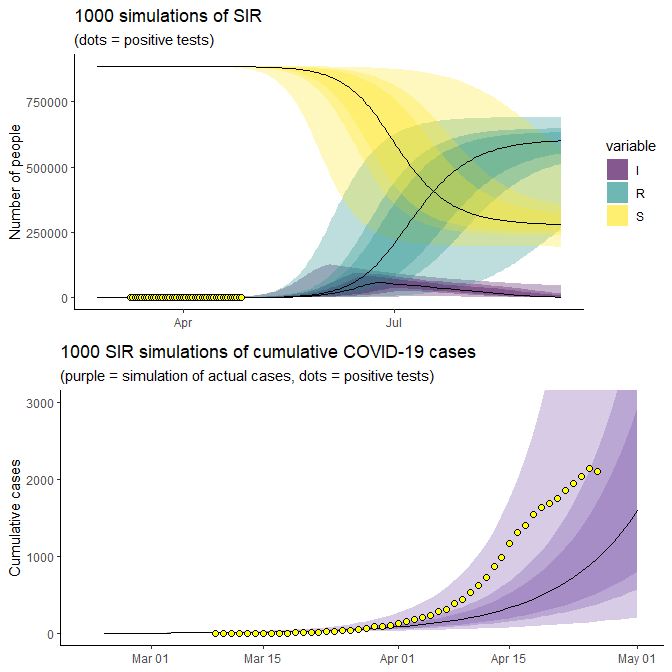 1000 simulations of SIR
(dots = positive tests)
Number of people
750000
500000
250000
0
Apr
Jul
variable
I
R
S
1000 SIR simulations of cumulative COVID-19 cases
(purple = simulation of actual cases, dots = positive tests)
Cumulative cases
3000
2000
1000
0
Mar 01
Mar 15
Apr 01
Apr 15
May 01